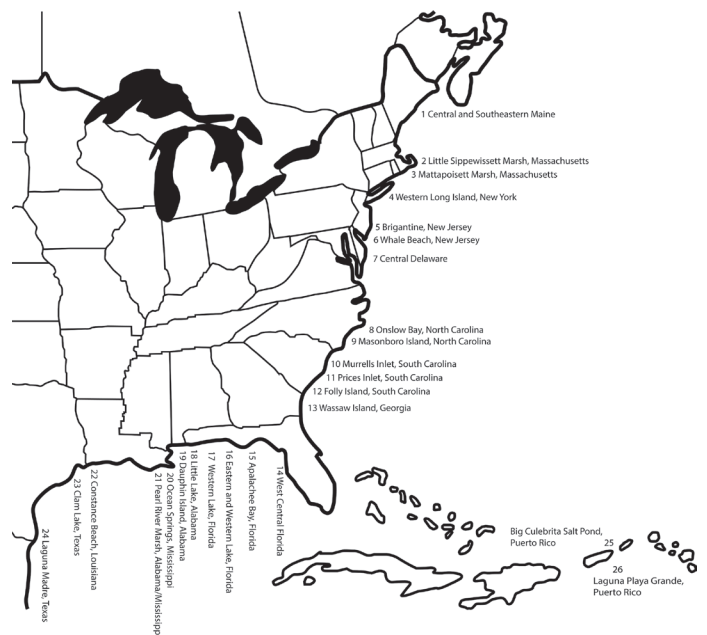 1 Central and Southeastern Maine
2 Little Sippewissett Marsh, Massachusetts
3 Mattapoisett Marsh, Massachusetts
4 Western Long Island, New York
5 Brigantine, New Jersey
6 Whale Beach, New Jersey
7 Central Delaware
8 Onslow Bay, North Carolina
9 Masonboro Island, North Carolina
10 Murrells Inlet, South Carolina
11 Prices Inlet, South Carolina
12 Folly Island, South Carolina
13 Wassaw Island, Georgia
14 West Central Florida
15 Apalachee Bay, Florida
16 Eastern and Western Lake, Florida
17 Western Lake, Florida
18 Little Lake, Alabama
19 Dauphin Island, Alabama
20 Ocean Springs, Mississippi
21 Pearl River Marsh, Alabama/Mississipp
22 Constance Beach, Louisiana
23 Clam Lake, Texas
24 Laguna Madre, Texas
Big Culebrita Salt Pond,
Puerto Rico
25
26
Laguna Playa Grande,
Puerto Rico